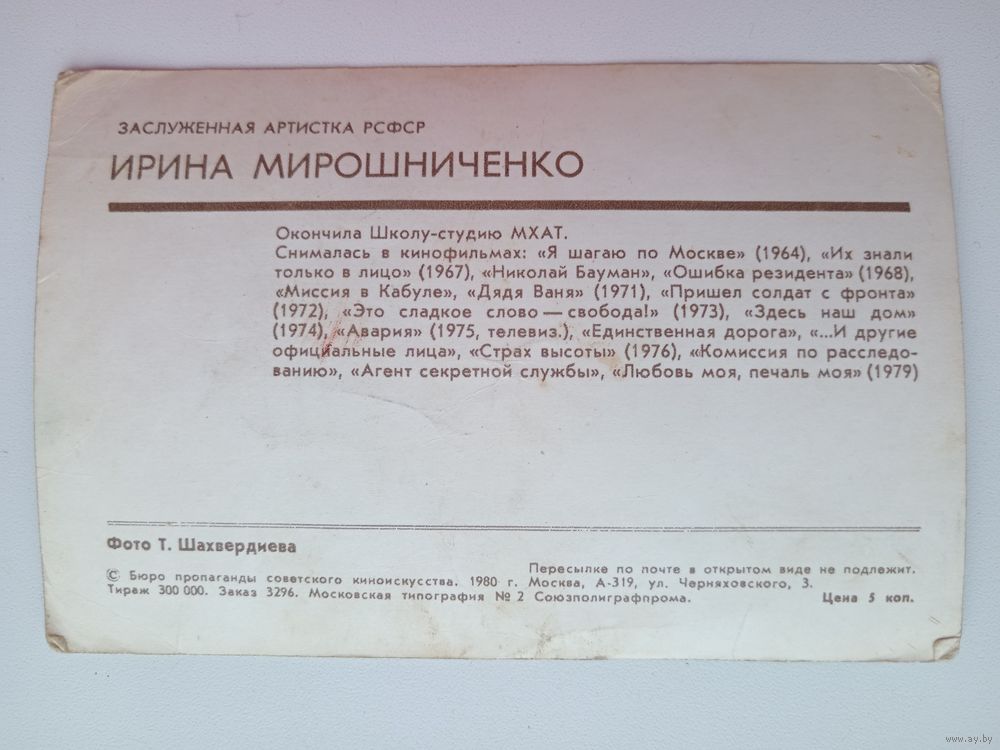 ЗАСЛУЖЕННАЯ АРТИСТКА РСФСР
ИРИНА МИРОШНИЧЕНКО
Окончила Школу-студию МХАТ.
Снималась в кинофильмах: «Я шагаю по Москве» (1964), «Их знали
только в лицо» (1967), «Николай Бауман», «Ошибка резидента» (1968),
«Миссия в Кабуле», «Дядя Ваня» (1971), «Пришел солдат с фронта»
(1972), «Это сладкое слово — свобода!» (1973), «Здесь наш дом»
(1974), «Авария» (1975, телевиз.), «Единственная дорога», «...И другие
официальные лица», «Страх высоты» (1976), «Комиссия по расследо-
ванию», «Агент секретной службы», «Любовь моя, печаль моя» (1979)
Фото Т. Шахвердиева
Пересылке по почте в открытом виде не подлежит.
© Бюро пропаганды советского киноискусства. 1980 г. Москва, А-319, ул. Черняховского, 3.
Тираж 300 000. Заказ 3296. Московская типография № 2 Союзполиграфпрома. Цена 5 коп.
www.ay.by